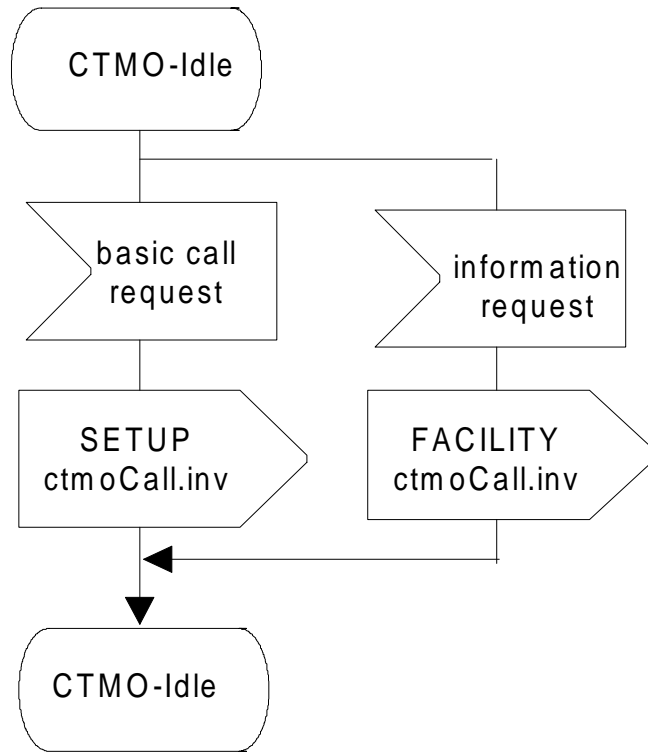 CTMO-Idle
basic call
request
information
request
SETUP
ctmoCall.inv
FACILITY
ctmoCall.inv
CTMO-Idle